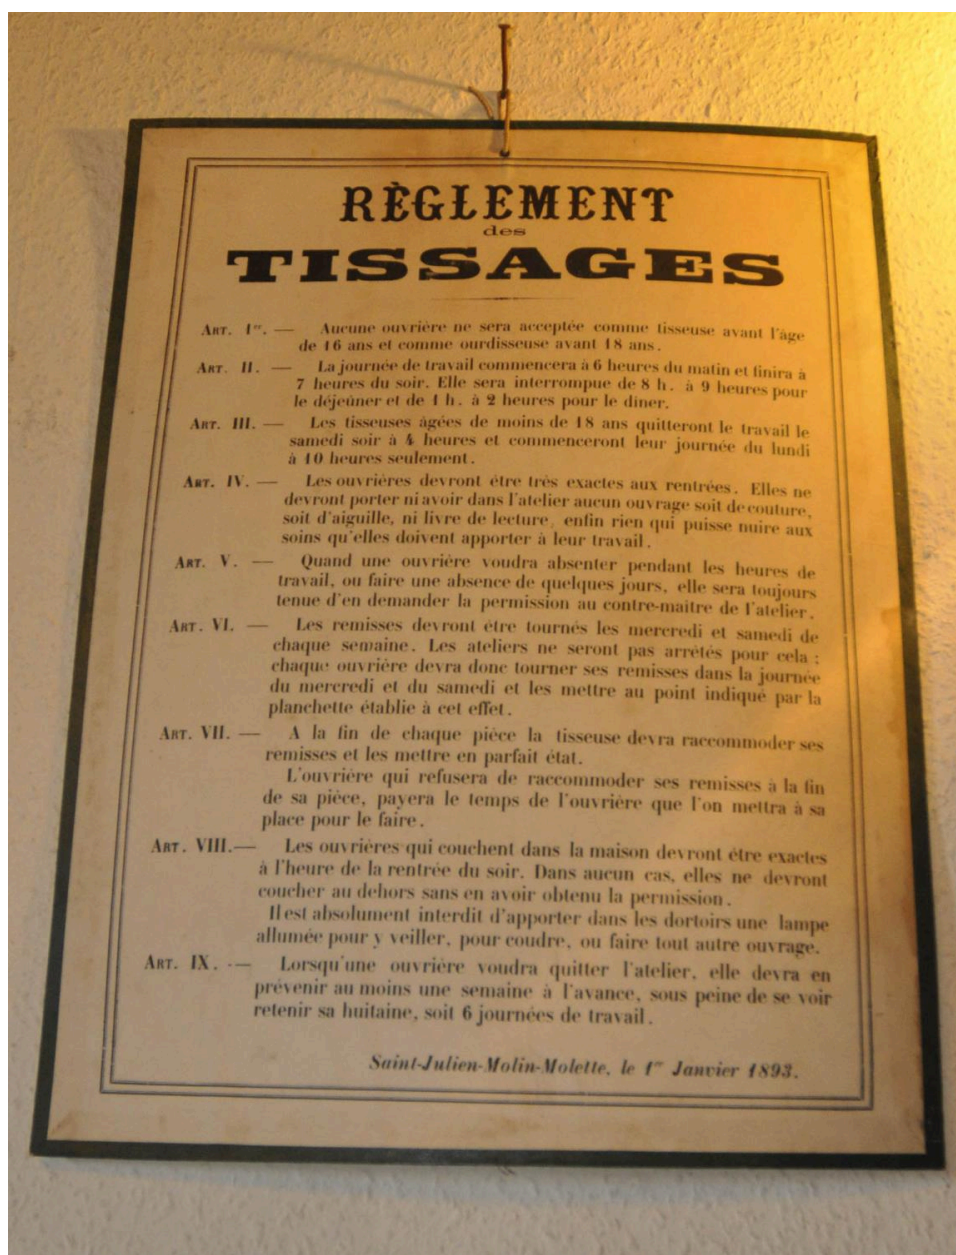 RÈGLEMENT
des
TISSAGES
ART. 1er. — Aucune ouvrière ne sera acceptée comme tisseuse avant l'âge
de 16 ans et comme ourdisseuse avant 18 ans.
ART. II. — La journée de travail commencera à 6 heures du matin et finira à
7 heures du soir. Elle sera interrompue de 8 h. à 9 heures pour
le déjeûner et de 1 h. à 2 heures pour le dîner.
ART. III. — Les tisseuses âgées de moins de 18 ans quitteront le travail le
samedi soir à 4 heures et commenceront leur journée du lundi
à 10 heures seulement.
ART. IV. — Les ouvrières devront être très exactes aux rentrées. Elles ne
devront porter ni avoir dans l'atelier aucun ouvrage soit de couture,
soit d'aiguille, ni livre de lecture, enfin rien qui puisse nuire aux
soins qu'elles doivent apporter à leur travail.
ART. V. — Quand une ouvrière voudra absenter pendant les heures de
travail, ou faire une absence de quelques jours, elle sera toujours
tenue d'en demander la permission au contre-maître de l'atelier.
ART. VI. — Les remisses devront être tournés les mercredi et samedi de
chaque semaine. Les ateliers ne seront pas arrêtés pour cela ;
chaque ouvrière devra donc tourner ses remisses dans la journée
du mercredi et du samedi et les mettre au point indiqué par la
planchette établie à cet effet.
ART. VII. — A la fin de chaque pièce la tisseuse devra raccommoder ses
remisses et les mettre en parfait état.
L'ouvrière qui refusera de raccommoder ses remisses à la fin
de sa pièce, payera le temps de l'ouvrière que l'on mettra à sa
place pour le faire.
ART. VIII. — Les ouvrières qui couchent dans la maison devront être exactes
à l'heure de la rentrée du soir. Dans aucun cas, elles ne devront
coucher au dehors sans en avoir obtenu la permission.
Il est absolument interdit d'apporter dans les dortoirs une lampe
allumée pour y veiller, pour coudre, ou faire tout autre ouvrage.
ART. IX. — Lorsqu'une ouvrière voudra quitter l'atelier, elle devra en
prévenir au moins une semaine à l'avance, sous peine de se voir
retenir sa huitaine, soit 6 journées de travail.
Saint-Julien-Molin-Molette, le 1er Janvier 1893.